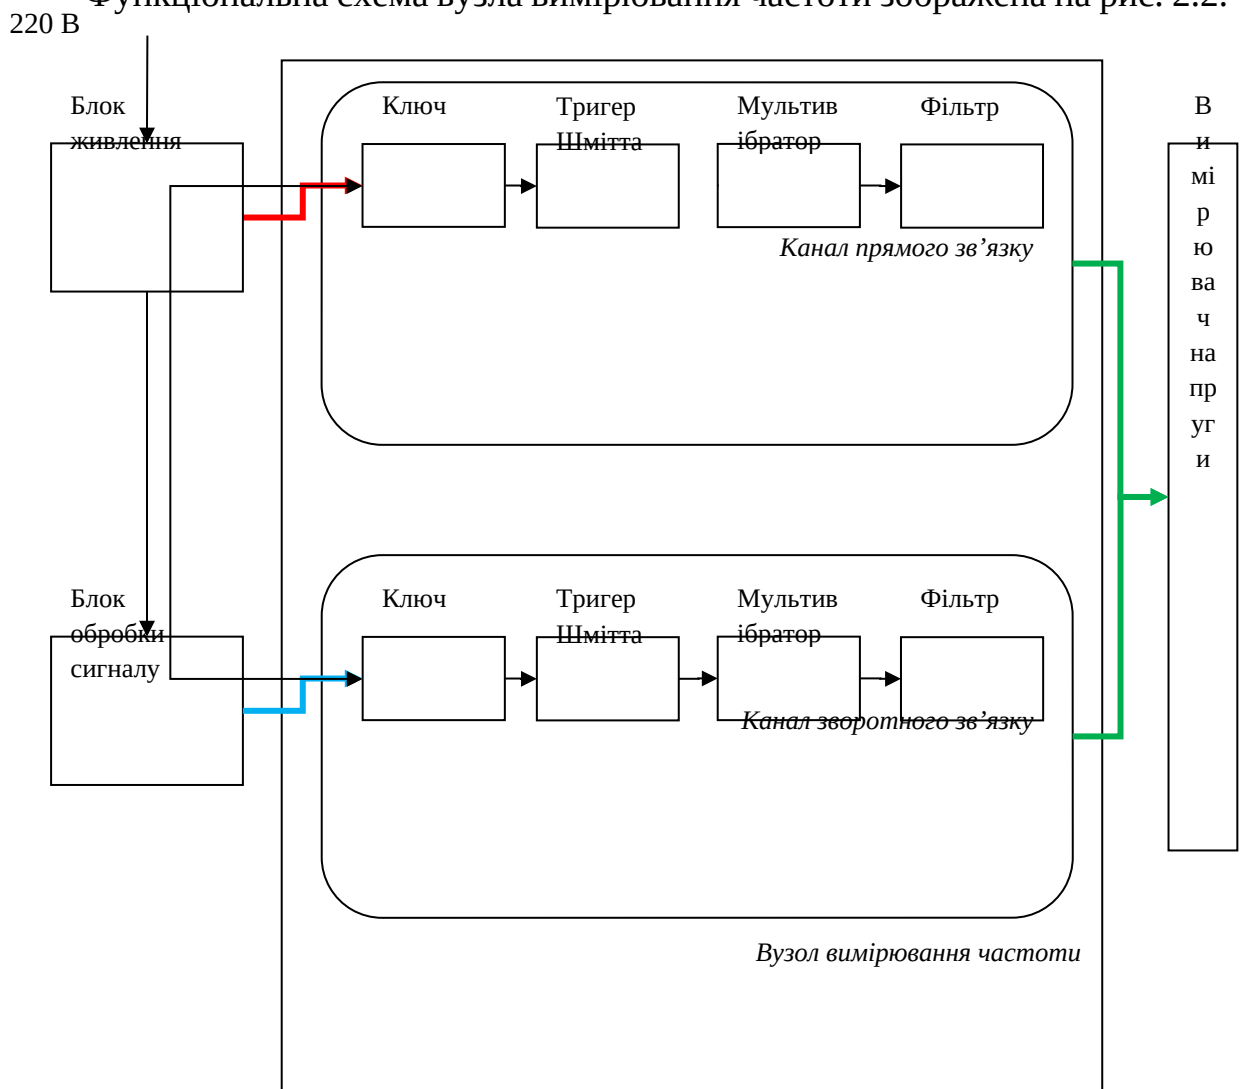 Функціональна схема вузла вимірювання частоти зображена на рис. 2.2.
220 В
Блок
живлення
Ключ
Тригер
Шмітта
Мультив
ібратор
Фільтр
Канал прямого зв’язку
В
и
мі
р
ю
ва
ч
на
пр
уг
и
Блок
обробки
сигналу
Ключ
Тригер
Шмітта
Мультив
ібратор
Фільтр
Канал зворотного зв’язку
Вузол вимірювання частоти